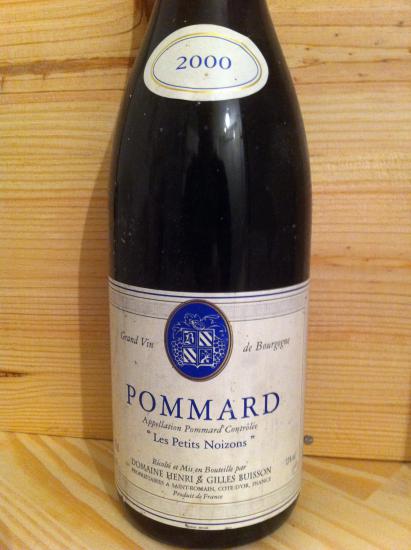 2000
Grand Vin de Bourgogne
B
POMMARD
Appellation Pommard Contrôlée
"Les Petits Noizons"
Récolté et Mis en Bouteille par
DOMAINE HENRI & GILLES BUISSON
PROPRIÉTAIRES A SAINT-ROMAIN, COTE-D'OR, FRANCE
Produit de France